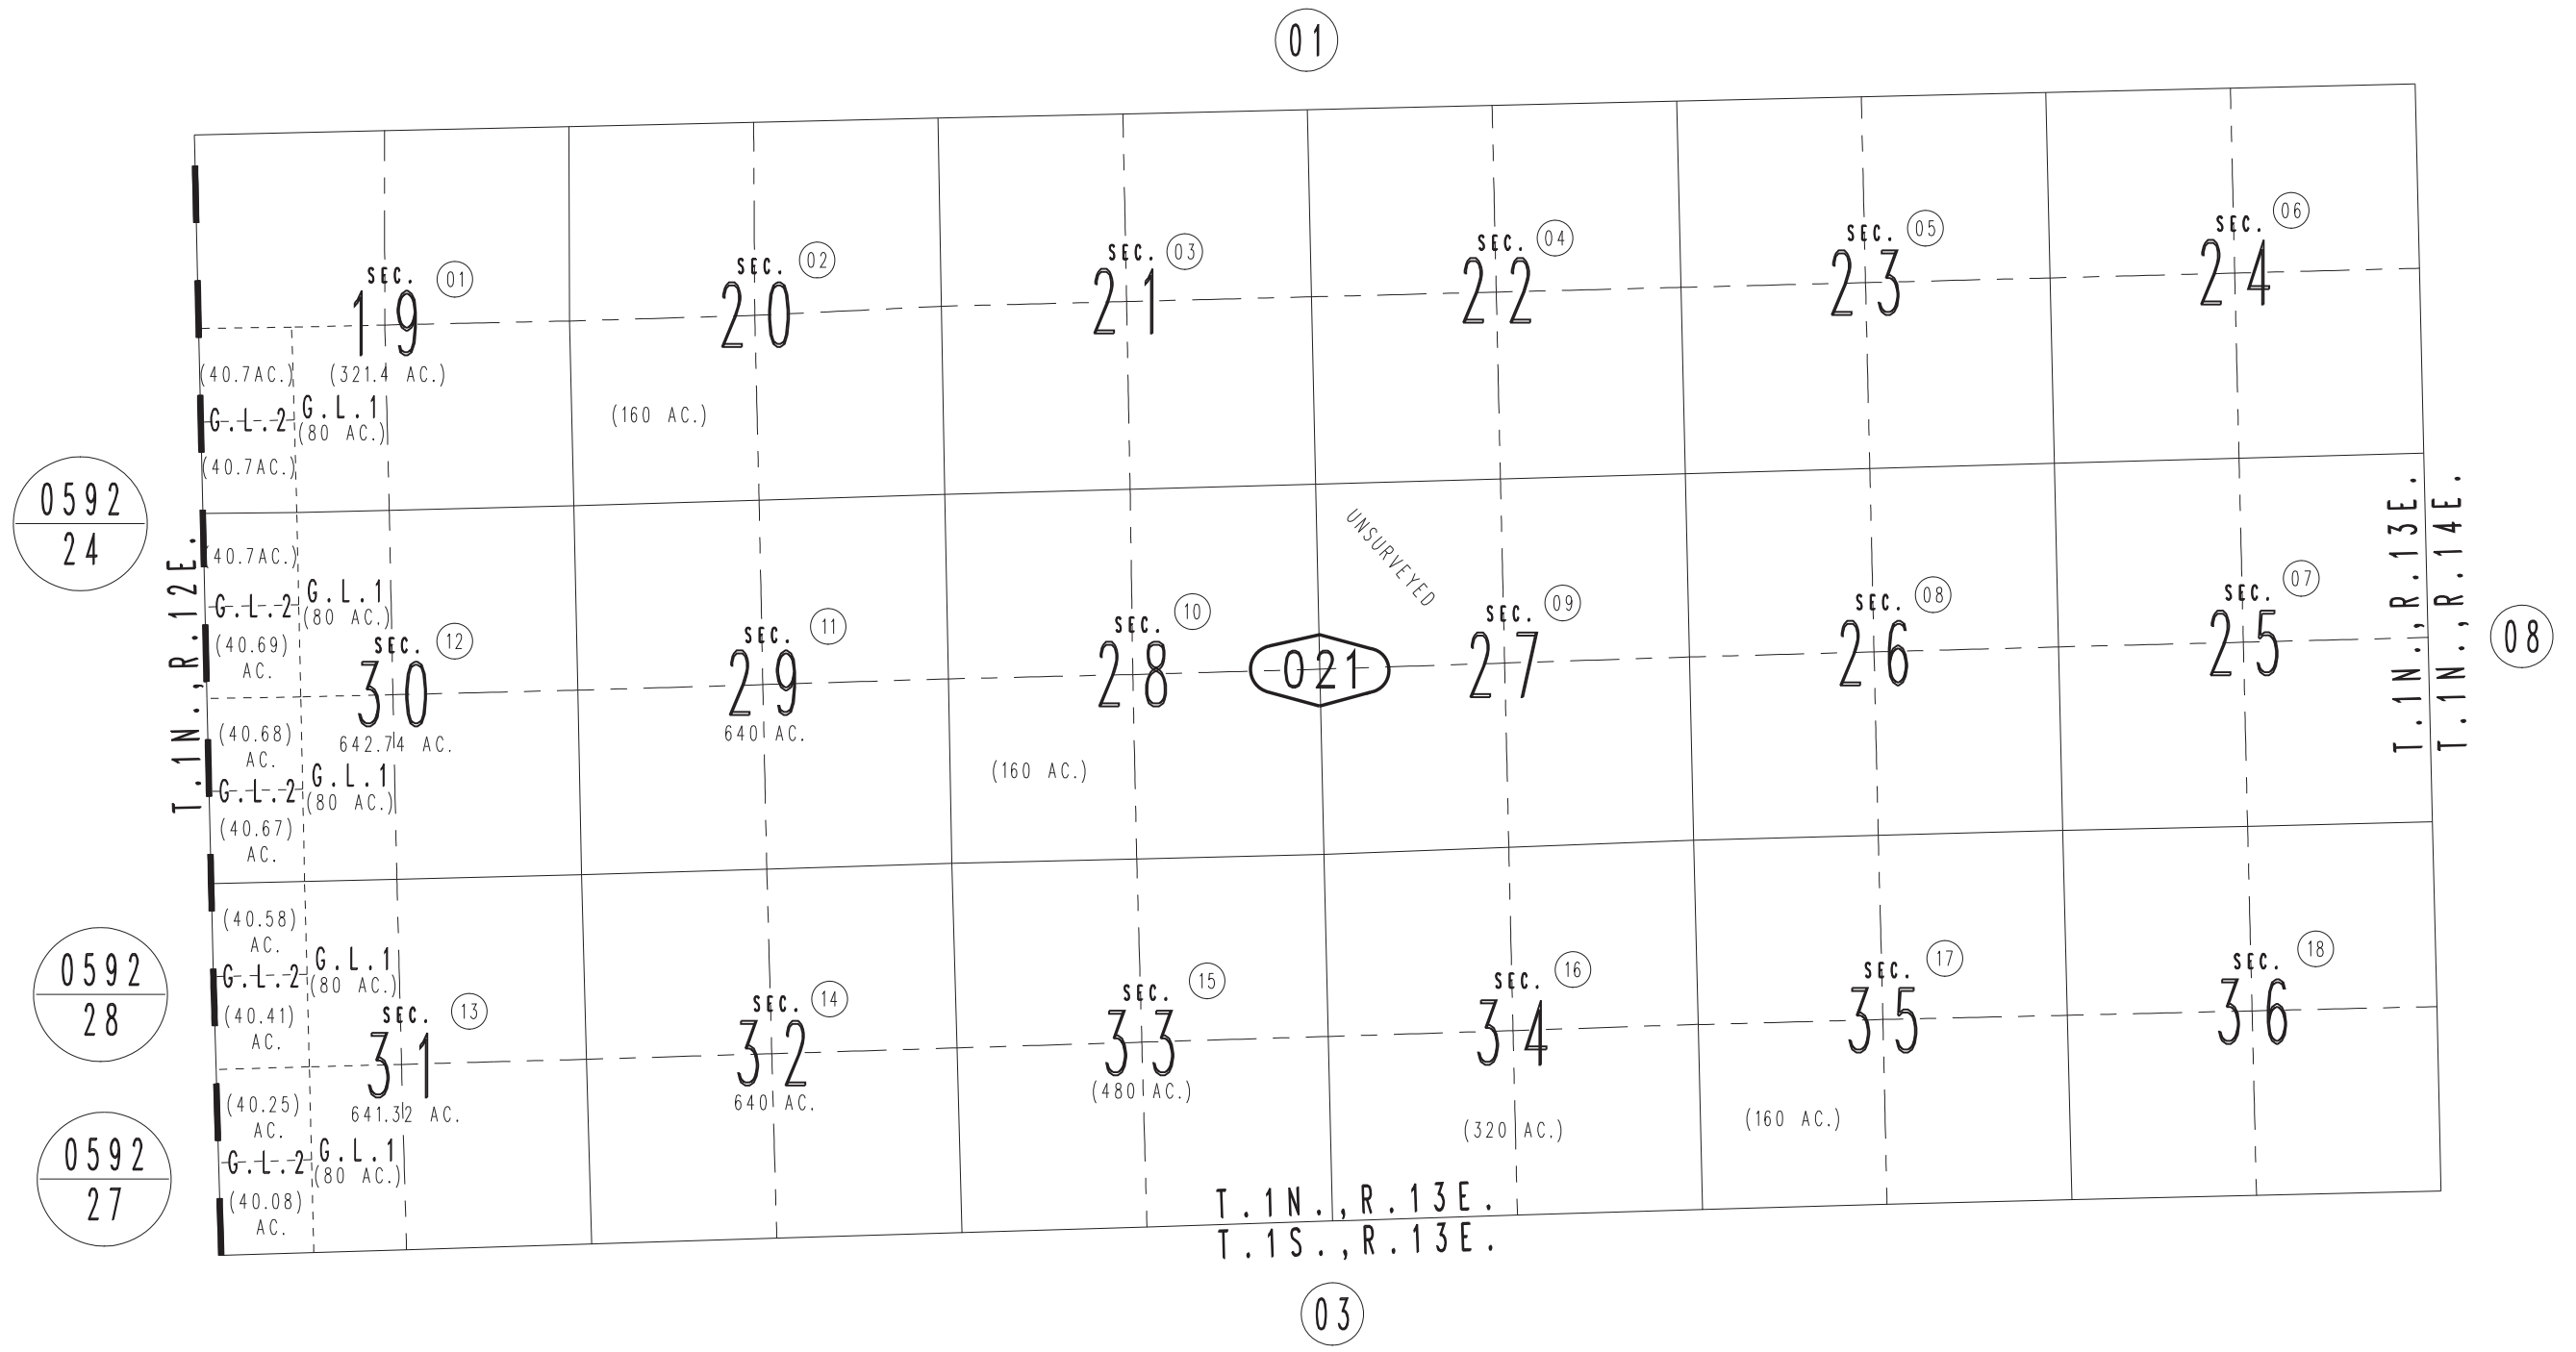 01
SEC. 01
19
SEC. 02
20
SEC. 03
21
SEC. 04
22
SEC. 05
23
SEC. 06
24
(40.7AC.) (321.4 AC.)
G.L.2 G.L.1
(80 AC.)
(40.7AC.)
(160 AC.)
0592
24
T.1N.,R.12E.
(40.7AC.)
G.L.2 G.L.1
(80 AC.)
(40.69)
AC.
SEC. 12
30
642.74 AC.
(40.68)
AC.
G.L.2 G.L.1
(80 AC.)
(40.67)
AC.
SEC. 11
29
640 AC.
SEC. 10
28
(160 AC.)
UNSURVEYED
021
SEC. 09
27
SEC. 08
26
SEC. 07
25
T.1N.,R.13E.
T.1N.,R.14E.
08
0592
28
(40.58)
AC.
G.L.2 G.L.1
(80 AC.)
(40.41)
AC.
SEC. 13
31
641.32 AC.
(40.25)
AC.
G.L.2 G.L.1
(80 AC.)
(40.08)
AC.
0592
27
SEC. 14
32
640 AC.
SEC. 15
33
(480 AC.)
SEC. 16
34
(320 AC.)
SEC. 17
35
(160 AC.)
SEC. 18
36
T.1N.,R.13E.
T.1S.,R.13E.
03